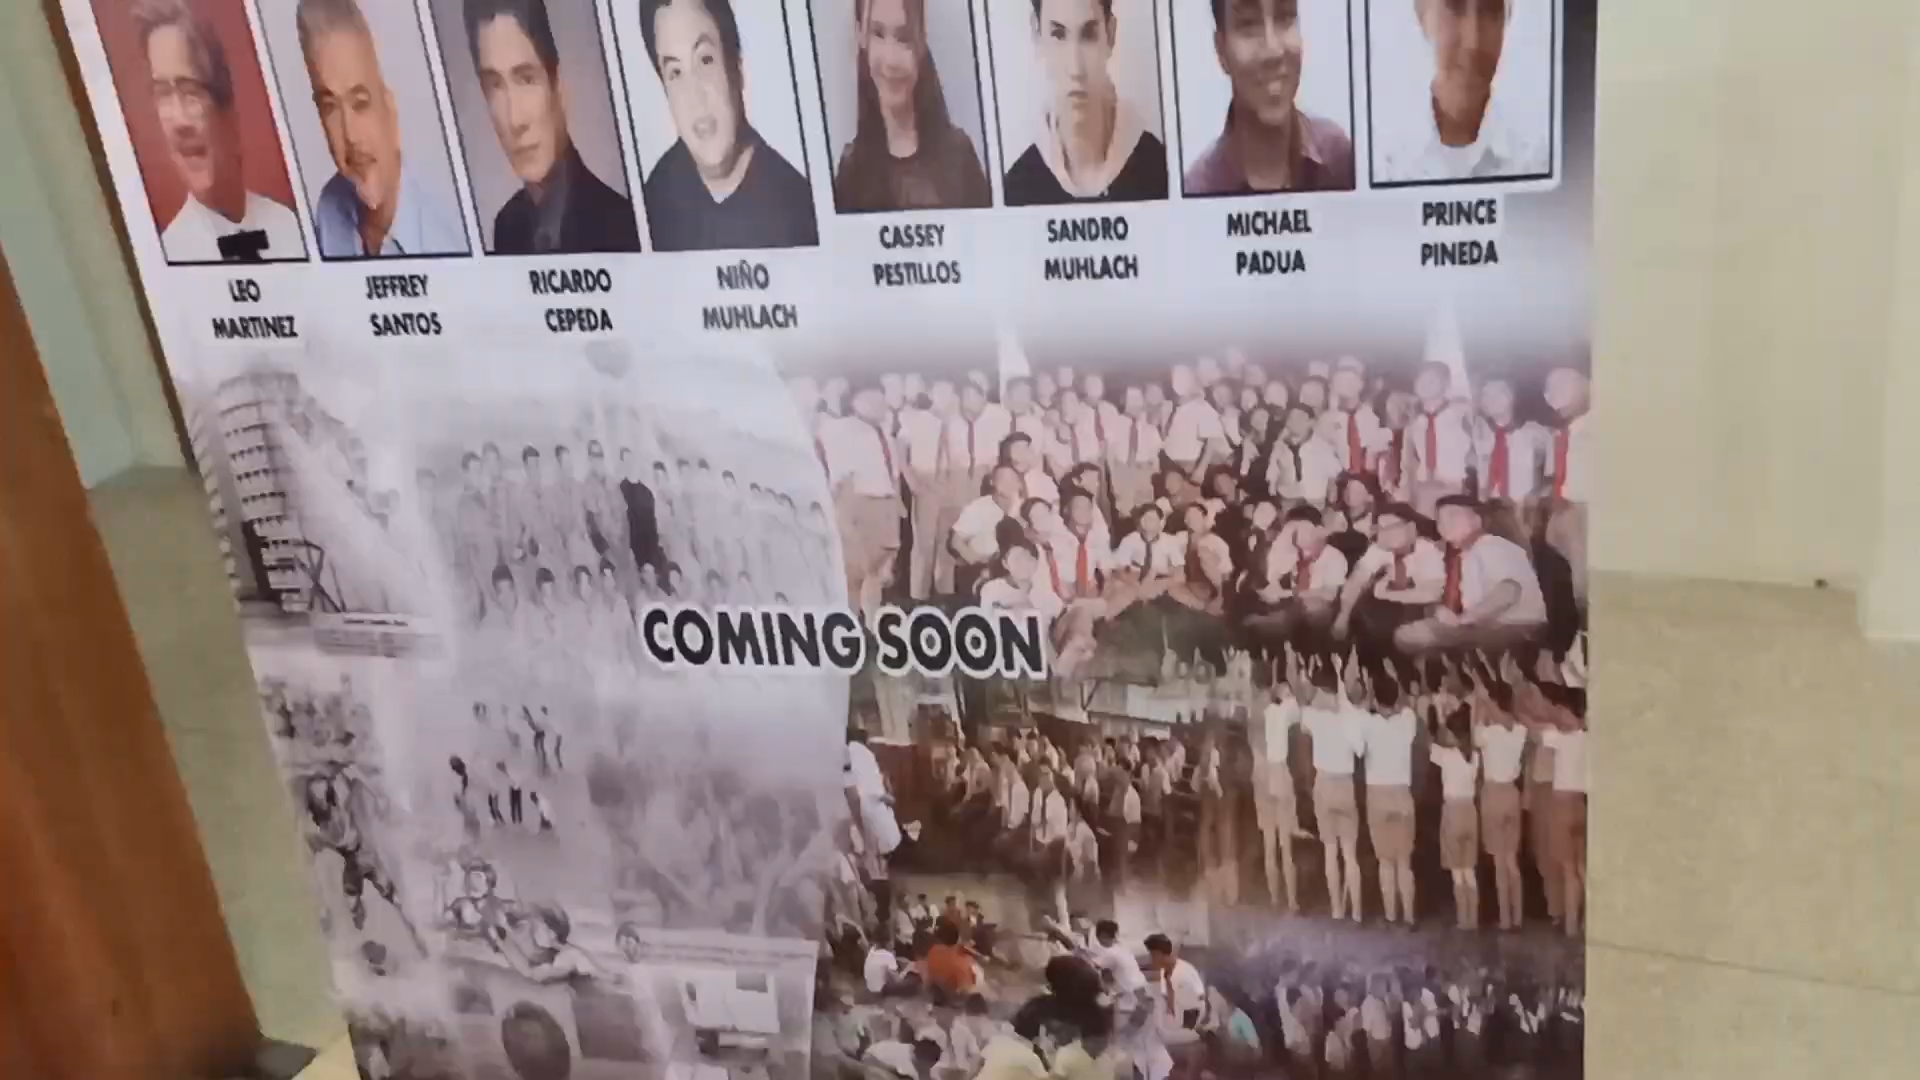 LEO
MARTINEZ
JEFFREY
SANTOS
RICARDO
CEPEDA
NIÑO
MUHLACH
CASSEY
PESTILLOS
SANDRO
MUHLACH
MICHAEL
PADUA
PRINCE
PINEDA
COMING SOON